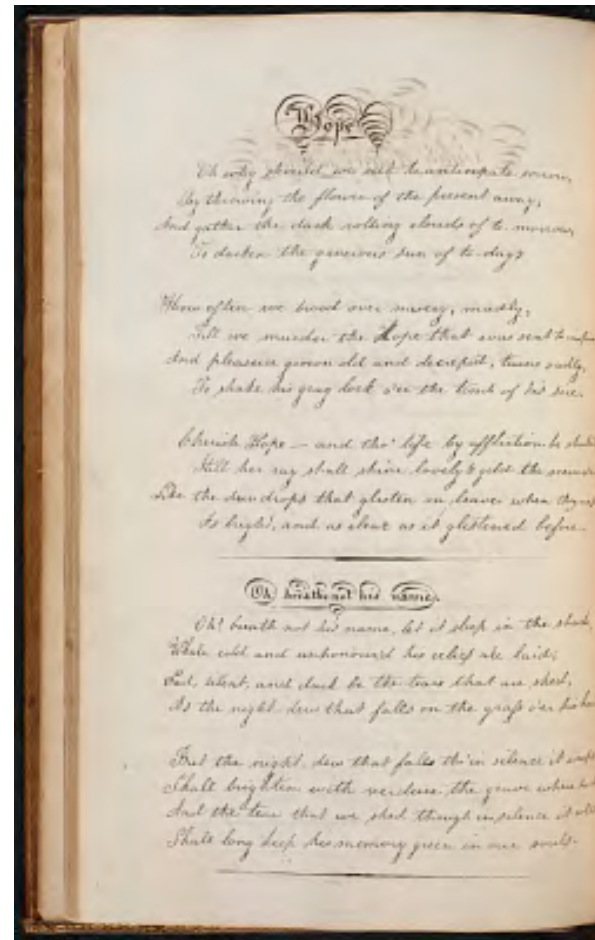 Hope
Oh why should we seek to anticipate sorrow,
By throwing the flowers of the present away,
And gather the dark rolling clouds of to-morrow,
To darken the generous sun of to-day?
How often we brood over misery, madly,
Till we murder the Hope that was sent to
And pleasure grown old and decrepid, turns sadly,
To shake his gray lock o'er the tomb of his sire.
Cherish Hope — and tho' life by affliction be
Still her ray shall shine lovely & gild the
Like the dew drops that glisten on leaves when
As bright, and as clear as it glistened before.
Oh breathe not his name.
Oh! breath not his name, let it sleep in the shade,
While cold and unhonour'd his relics are laid;
Sad, silent, and dark be the tears that are shed,
As the night dew that falls on the grass o'er his
But the night dew that falls tho' in silence it
Shall brighten with verdure the grave where
And the tear that we shed though in silence it
Shall long keep his memory green in our souls.